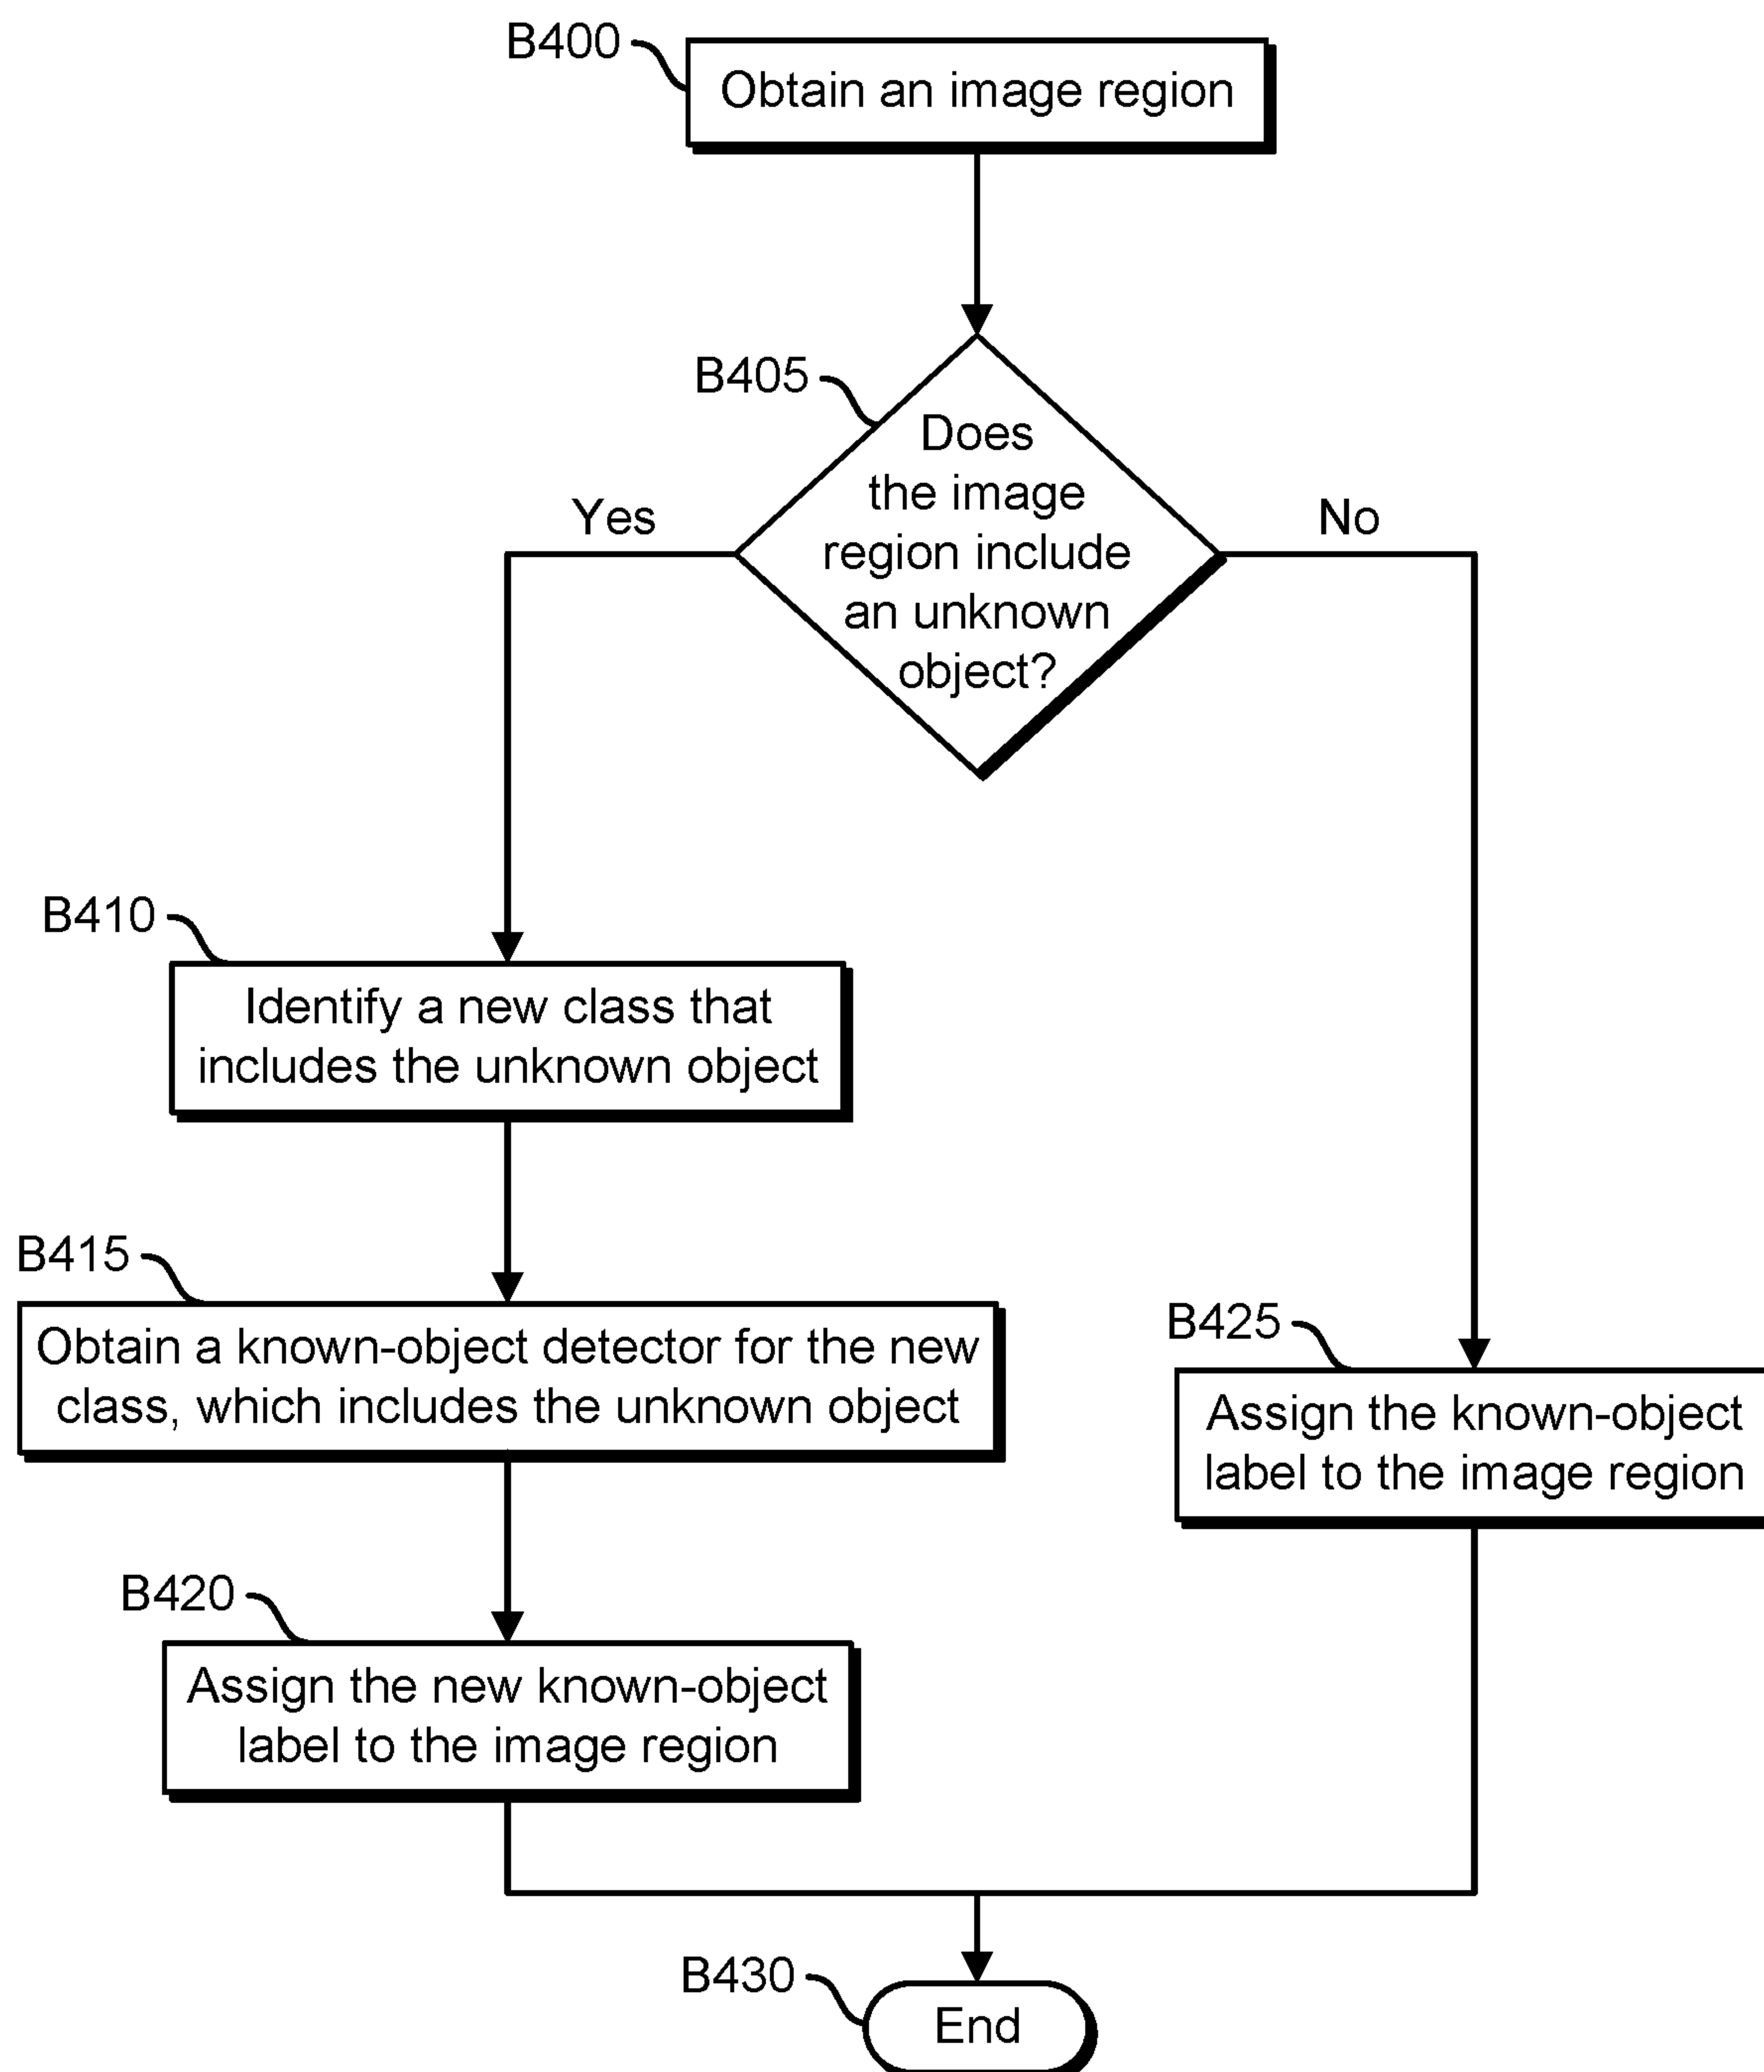 B400
Obtain an image region
B405
Does
the image
region include
an unknown
object?
Yes
No
B410
Identify a new class that
includes the unknown object
B415
Obtain a known-object detector for the new
class, which includes the unknown object
B425
Assign the known-object
label to the image region
B420
Assign the new known-object
label to the image region
B430
End